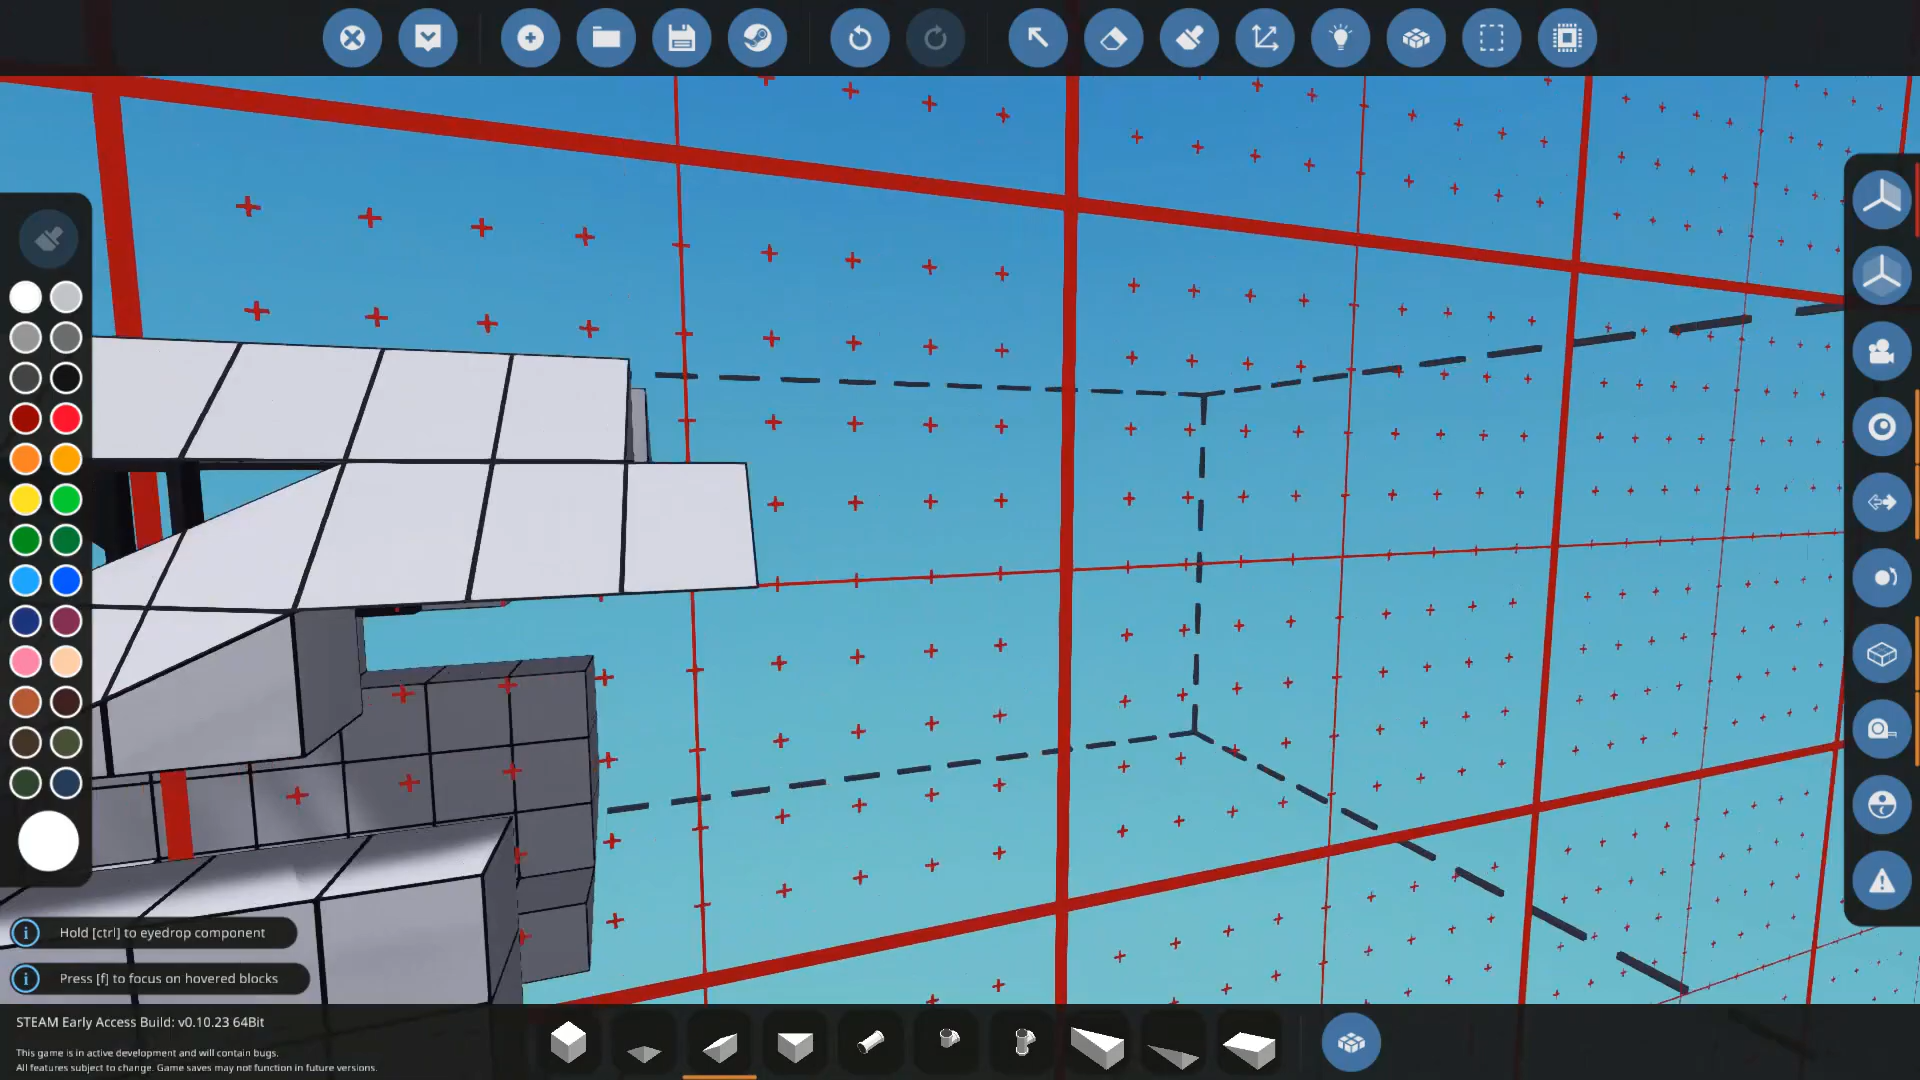 Hold [ctrl] to eyedrop component
Press [f] to focus on hovered blocks
STEAM Early Access Build: v0.10.23 64Bit
This game is in active development and will contain bugs.
All features subject to change. Game saves may not function in future versions.